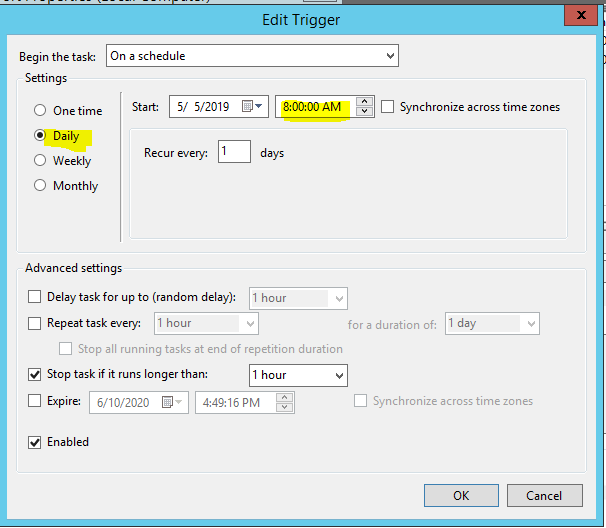 Edit Trigger
x
Begin the task: On a schedule
Settings
One time
Start: 5/ 5/2019 8:00:00 AM Synchronize across time zones
Daily
Recur every: 1 days
Weekly
Monthly
Advanced settings
Delay task for up to (random delay): 1 hour
Repeat task every: 1 hour for a duration of: 1 day
Stop all running tasks at end of repetition duration
Stop task if it runs longer than: 1 hour
Expire: 6/10/2020 4:49:16 PM Synchronize across time zones
Enabled
OK Cancel